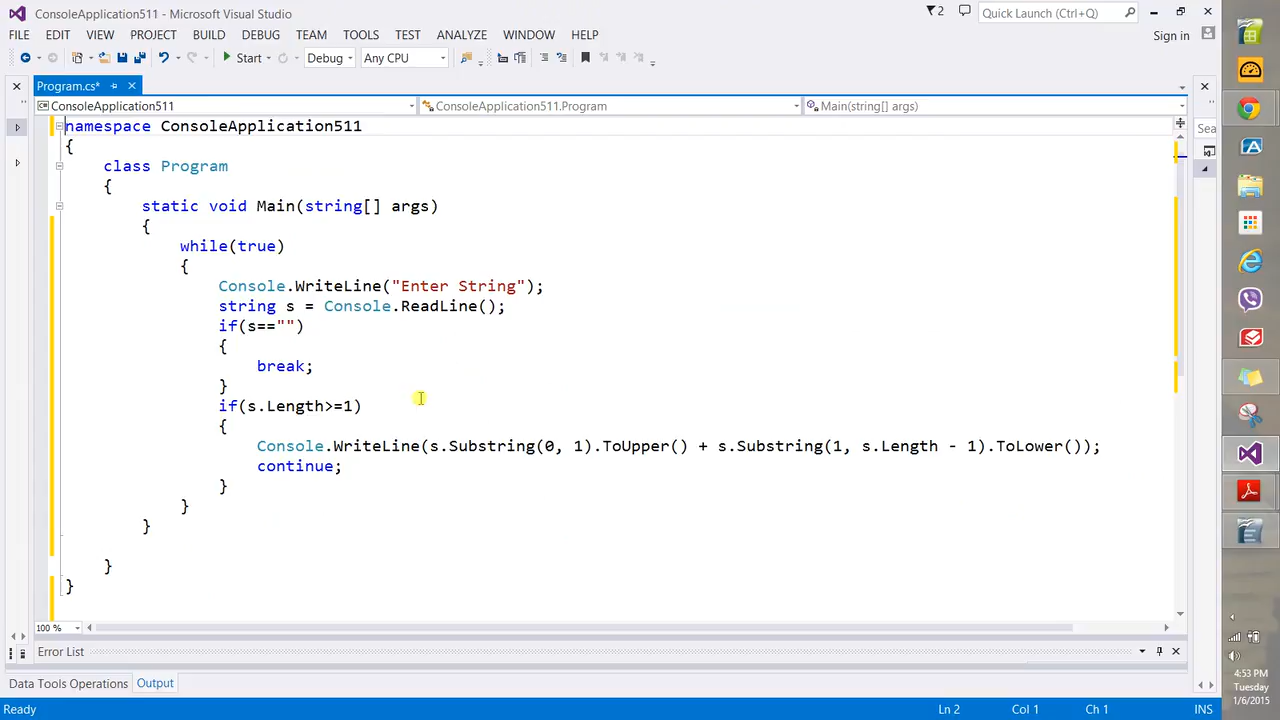 ConsoleApplication511 - Microsoft Visual Studio
2
Quick Launch (Ctrl+Q)
FILE EDIT VIEW PROJECT BUILD DEBUG TEAM TOOLS TEST ANALYZE WINDOW HELP
Sign in
Start Debug Any CPU
Program.cs*
ConsoleApplication511 ConsoleApplication511.Program Main(string[] args)
Sea
namespace ConsoleApplication511
{
class Program
{
static void Main(string[] args)
{
while(true)
{
Console.WriteLine("Enter String");
string s = Console.ReadLine();
if(s=="")
{
break;
}
if(s.Length>=1)
{
Console.WriteLine(s.Substring(0, 1).ToUpper() + s.Substring(1, s.Length - 1).ToLower());
continue;
}
}
}
}
}
100 %
Error List
Data Tools Operations Output
Ready Ln 2 Col 1 Ch 1 INS
4:53 PM
Tuesday
1/6/2015